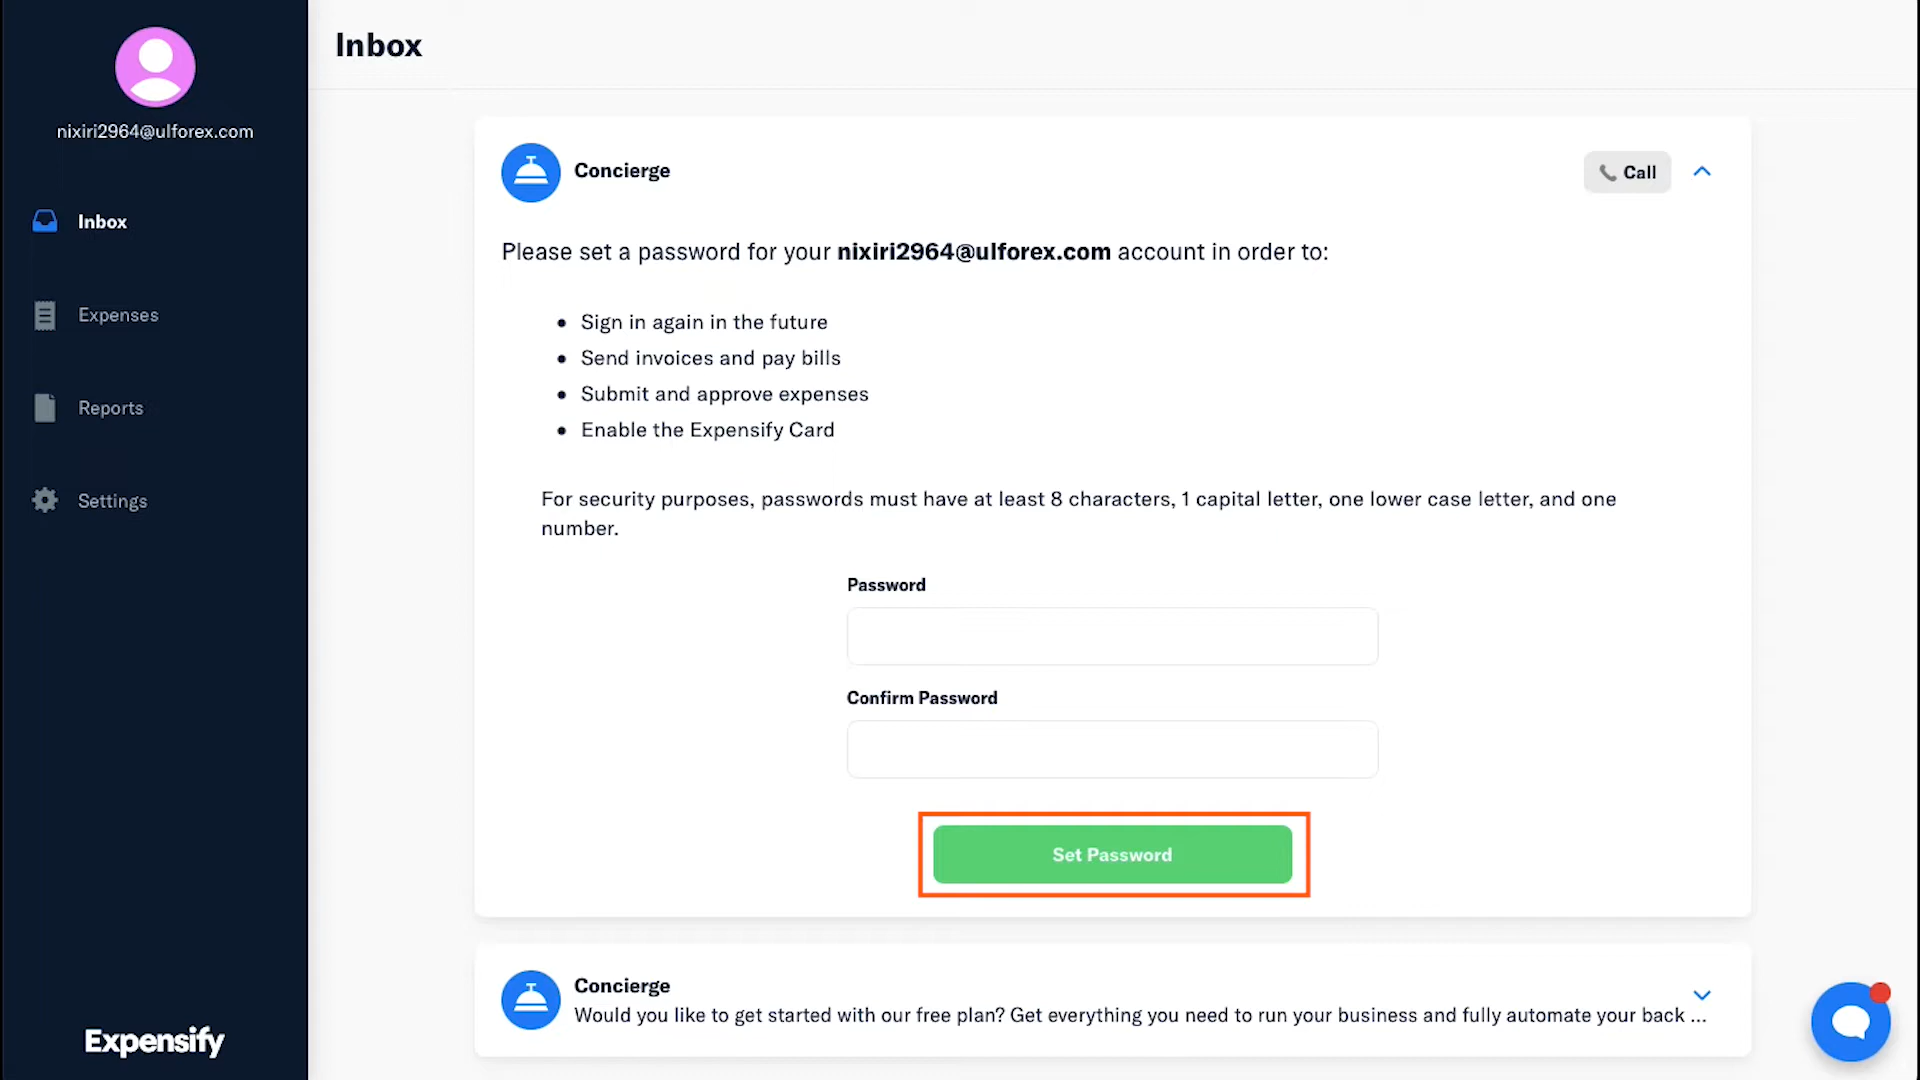 Inbox
nixiri2964@ulforex.com
Inbox
Expenses
Reports
Settings
Expensify
Concierge
Call
Please set a password for your nixiri2964@ulforex.com account in order to:
• Sign in again in the future
• Send invoices and pay bills
• Submit and approve expenses
• Enable the Expensify Card
For security purposes, passwords must have at least 8 characters, 1 capital letter, one lower case letter, and one
number.
Password
Confirm Password
Set Password
Concierge
Would you like to get started with our free plan? Get everything you need to run your business and fully automate your back ...